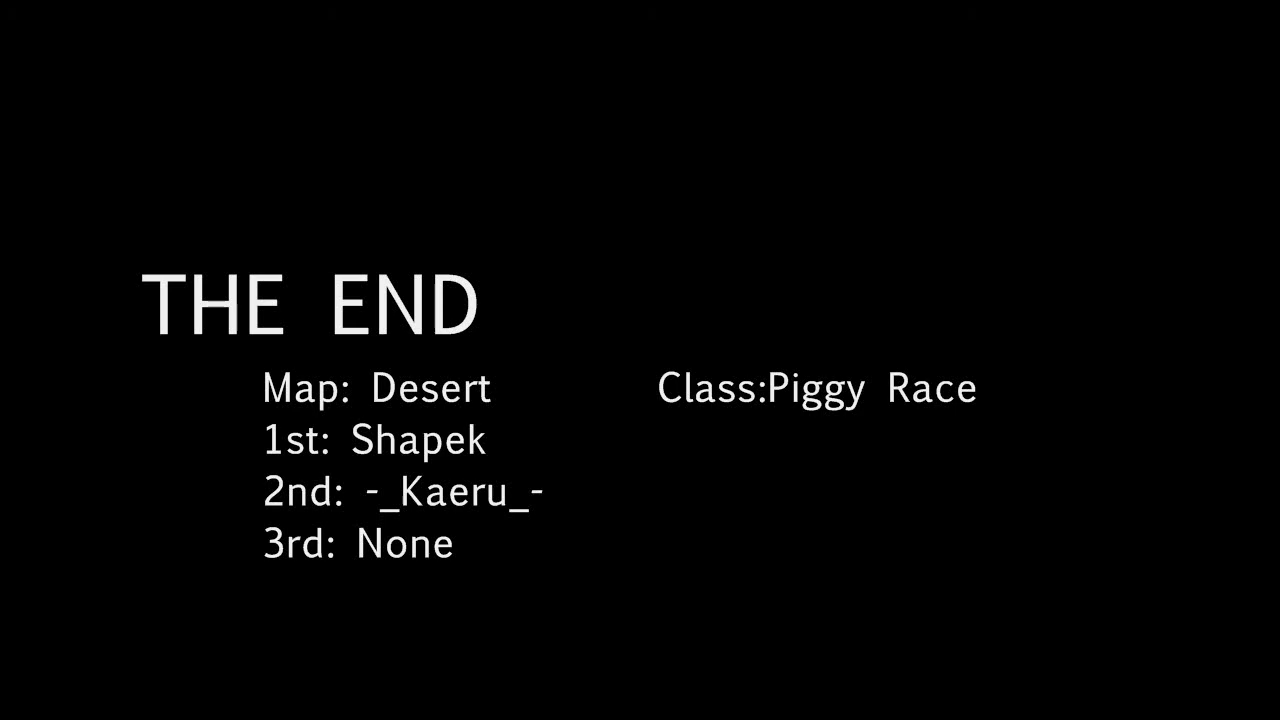 THE END
Map: Desert Class:Piggy Race
1st: Shapek
2nd: -_Kaeru_-
3rd: None